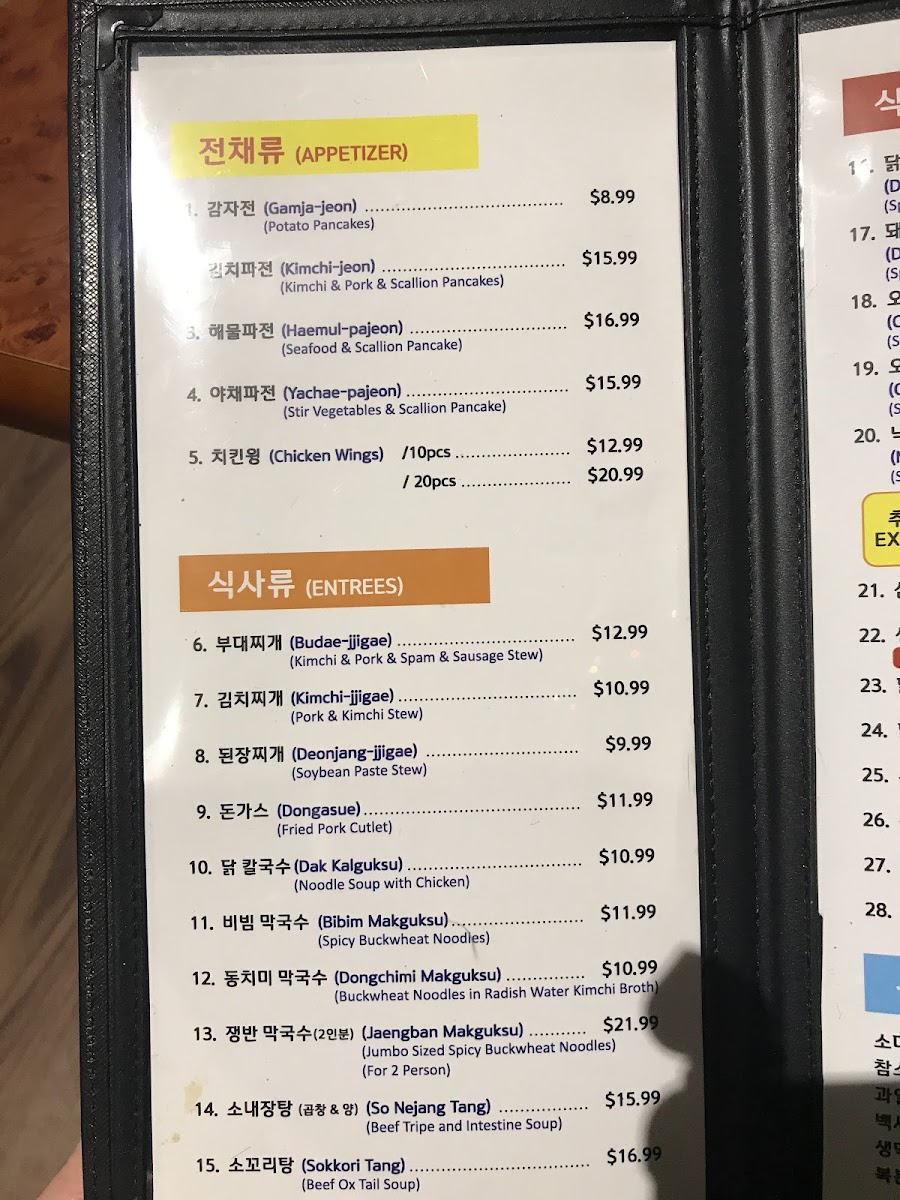 전채류 (APPETIZER)
1. 감자전 (Gamja-jeon) ........ $8.99
(Potato Pancakes)
김치파전 (Kimchi-jeon) ........ $15.99
(Kimchi & Pork & Scallion Pancakes)
3. 해물파전 (Haemul-pajeon) ........ $16.99
(Seafood & Scallion Pancake)
4. 야채파전 (Yachae-pajeon) ........ $15.99
(Stir Vegetables & Scallion Pancake)
5. 치킨윙 (Chicken Wings) /10pcs ........ $12.99
/ 20pcs ........ $20.99
식사류 (ENTREES)
6. 부대찌개 (Budae-jjigae) ........ $12.99
(Kimchi & Pork & Spam & Sausage Stew)
7. 김치찌개 (Kimchi-jjigae) ........ $10.99
(Pork & Kimchi Stew)
8. 된장찌개 (Deonjang-jjigae) ........ $9.99
(Soybean Paste Stew)
9. 돈가스 (Dongasue) ........ $11.99
(Fried Pork Cutlet)
10. 닭 칼국수 (Dak Kalguksu) ........ $10.99
(Noodle Soup with Chicken)
11. 비빔 막국수 (Bibim Makguksu) ........ $11.99
(Spicy Buckwheat Noodles)
12. 동치미 막국수 (Dongchimi Makguksu) ........ $10.99
(Buckwheat Noodles in Radish Water Kimchi Broth)
13. 쟁반 막국수(2인분) (Jaengban Makguksu) ........ $21.99
(Jumbo Sized Spicy Buckwheat Noodles)
(For 2 Person)
14. 소내장탕 (곱창 & 양) (So Nejang Tang) ........ $15.99
(Beef Tripe and Intestine Soup)
15. 소꼬리탕 (Sokkori Tang) ........ $16.99
(Beef Ox Tail Soup)
식
닭
17. 돼
18. 오
19. 오
20. 낙
추
EX
21.
22.
23.
24.
25.
26.
27.
28.